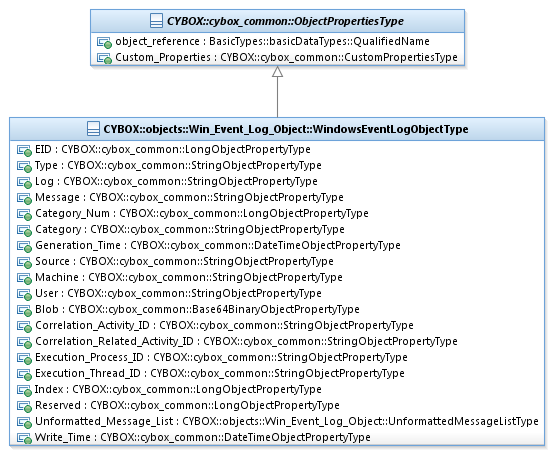 CYBOX::cybox_common::ObjectPropertiesType
object_reference : BasicTypes::basicDataTypes::QualifiedName
Custom_Properties : CYBOX::cybox_common::CustomPropertiesType
CYBOX::objects::Win_Event_Log_Object::WindowsEventLogObjectType
EID : CYBOX::cybox_common::LongObjectPropertyType
Type : CYBOX::cybox_common::StringObjectPropertyType
Log : CYBOX::cybox_common::StringObjectPropertyType
Message : CYBOX::cybox_common::StringObjectPropertyType
Category_Num : CYBOX::cybox_common::LongObjectPropertyType
Category : CYBOX::cybox_common::StringObjectPropertyType
Generation_Time : CYBOX::cybox_common::DateTimeObjectPropertyType
Source : CYBOX::cybox_common::StringObjectPropertyType
Machine : CYBOX::cybox_common::StringObjectPropertyType
User : CYBOX::cybox_common::StringObjectPropertyType
Blob : CYBOX::cybox_common::Base64BinaryObjectPropertyType
Correlation_Activity_ID : CYBOX::cybox_common::StringObjectPropertyType
Correlation_Related_Activity_ID : CYBOX::cybox_common::StringObjectPropertyType
Execution_Process_ID : CYBOX::cybox_common::StringObjectPropertyType
Execution_Thread_ID : CYBOX::cybox_common::StringObjectPropertyType
Index : CYBOX::cybox_common::LongObjectPropertyType
Reserved : CYBOX::cybox_common::LongObjectPropertyType
Unformatted_Message_List : CYBOX::objects::Win_Event_Log_Object::UnformattedMessageListType
Write_Time : CYBOX::cybox_common::DateTimeObjectPropertyType